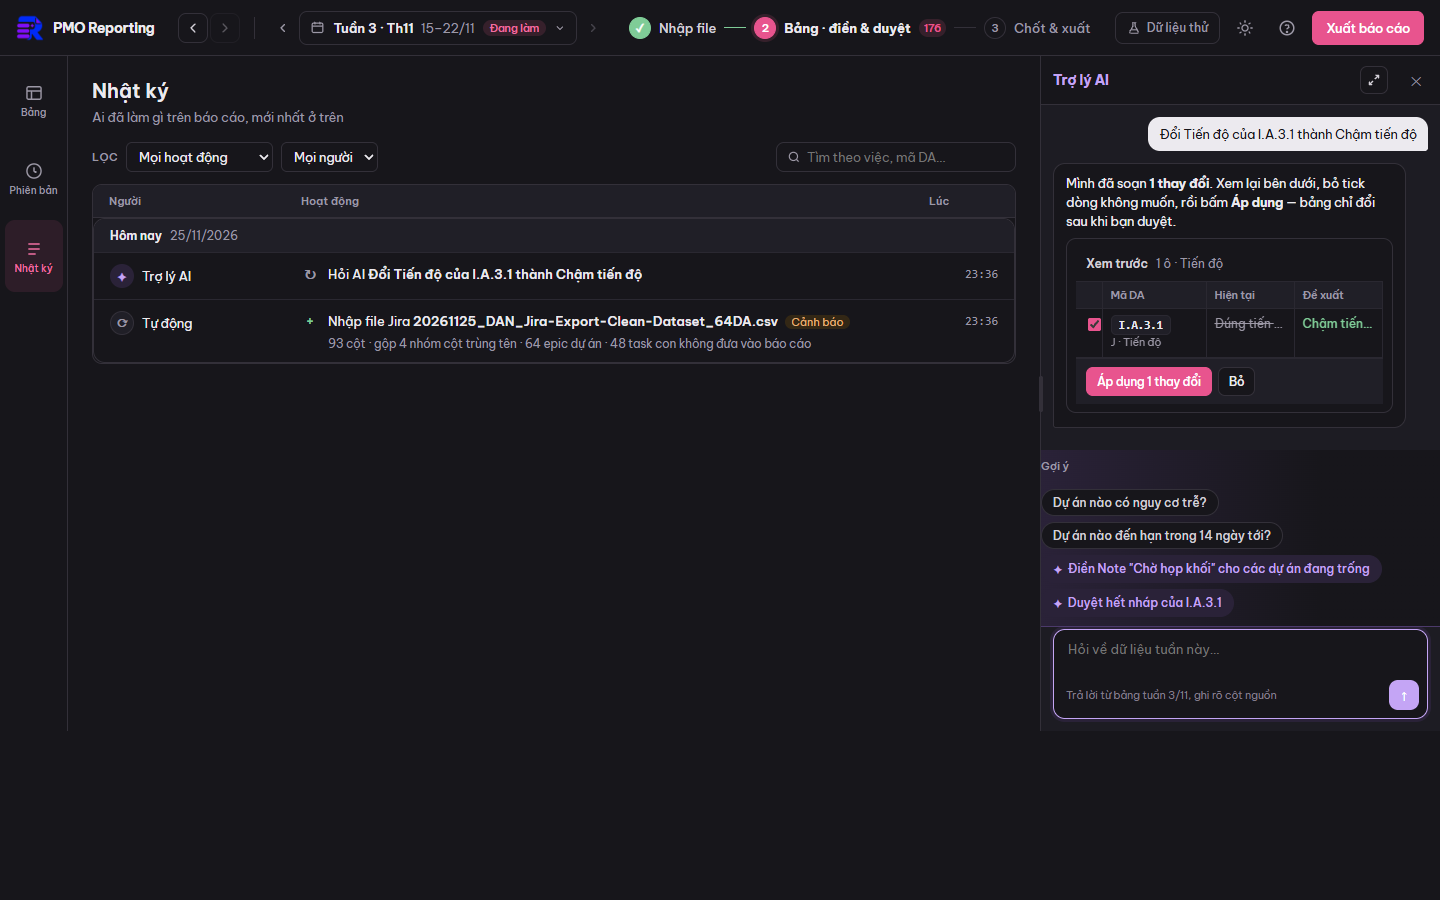 PMO Reporting
Tuần 3 · Th11 15–22/11 Đang làm
Nhập file
2 Bảng · điền & duyệt 176
3 Chốt & xuất
Dữ liệu thử
Xuất báo cáo
Bảng
Phiên bản
Nhật ký
Nhật ký
Ai đã làm gì trên báo cáo, mới nhất ở trên
LỌC Mọi hoạt động Mọi người
Tìm theo việc, mã DA...
Người Hoạt động Lúc
Hôm nay 25/11/2026
Trợ lý AI Hỏi AI Đổi Tiến độ của I.A.3.1 thành Chậm tiến độ 23:36
Tự động Nhập file Jira 20261125_DAN_Jira-Export-Clean-Dataset_64DA.csv Cảnh báo 23:36
93 cột · gộp 4 nhóm cột trùng tên · 64 epic dự án · 48 task con không đưa vào báo cáo
Trợ lý AI
Đổi Tiến độ của I.A.3.1 thành Chậm tiến độ
Mình đã soạn 1 thay đổi. Xem lại bên dưới, bỏ tick
dòng không muốn, rồi bấm Áp dụng — bảng chỉ đổi
sau khi bạn duyệt.
Xem trước 1 ô · Tiến độ
Mã DA Hiện tại Đề xuất
I.A.3.1 Đúng tiến ... Chậm tiến...
J · Tiến độ
Áp dụng 1 thay đổi Bỏ
Gợi ý
Dự án nào có nguy cơ trễ?
Dự án nào đến hạn trong 14 ngày tới?
Điền Note "Chờ họp khối" cho các dự án đang trống
Duyệt hết nháp của I.A.3.1
Hỏi về dữ liệu tuần này...
Trả lời từ bảng tuần 3/11, ghi rõ cột nguồn